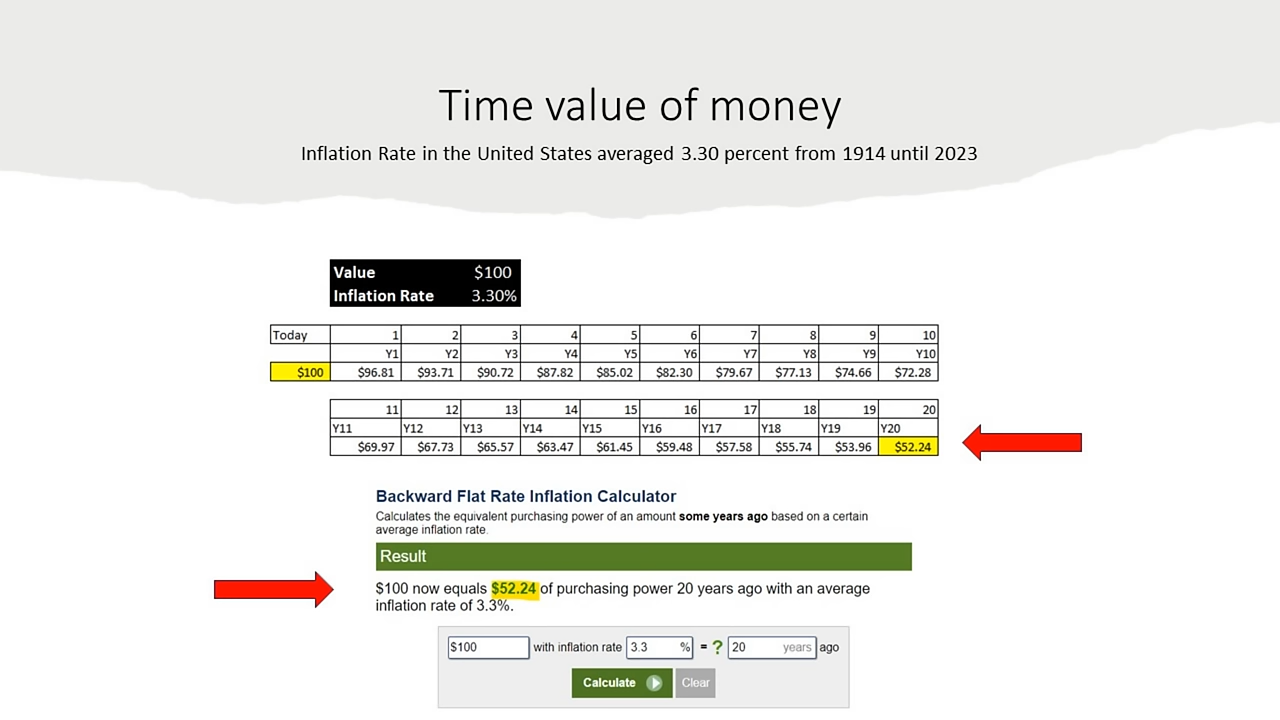 Time value of money
Inflation Rate in the United States averaged 3.30 percent from 1914 until 2023
Value $100
Inflation Rate 3.30%
Today 1 2 3 4 5 6 7 8 9 10
Y1 Y2 Y3 Y4 Y5 Y6 Y7 Y8 Y9 Y10
$100 $96.81 $93.71 $90.72 $87.82 $85.02 $82.30 $79.67 $77.13 $74.66 $72.28
11 12 13 14 15 16 17 18 19 20
Y11 Y12 Y13 Y14 Y15 Y16 Y17 Y18 Y19 Y20
$69.97 $67.73 $65.57 $63.47 $61.45 $59.48 $57.58 $55.74 $53.96 $52.24
Backward Flat Rate Inflation Calculator
Calculates the equivalent purchasing power of an amount some years ago based on a certain
average inflation rate.
Result
$100 now equals $52.24 of purchasing power 20 years ago with an average
inflation rate of 3.3%.
$100 with inflation rate 3.3 % = ? 20 years ago
Calculate Clear